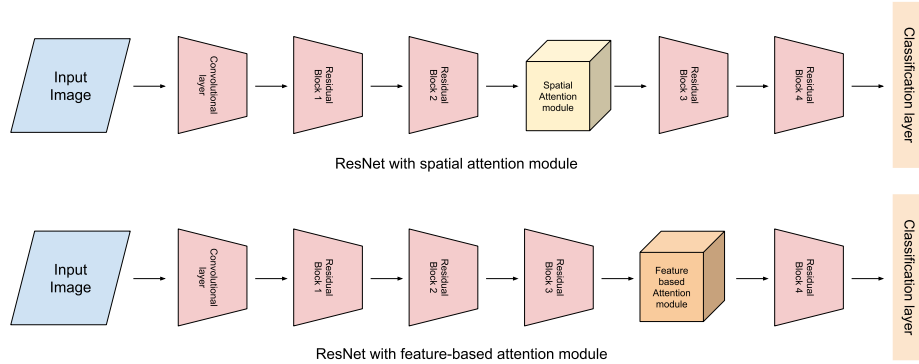 Input
Image
Convolutional
layer
Residual
Block 1
Residual
Block 2
Spatial
Attention
module
Residual
Block 3
Residual
Block 4
Classification layer
ResNet with spatial attention module
Input
Image
Convolutional
layer
Residual
Block 1
Residual
Block 2
Residual
Block 3
Feature
based
Attention
module
Residual
Block 4
Classification layer
ResNet with feature-based attention module